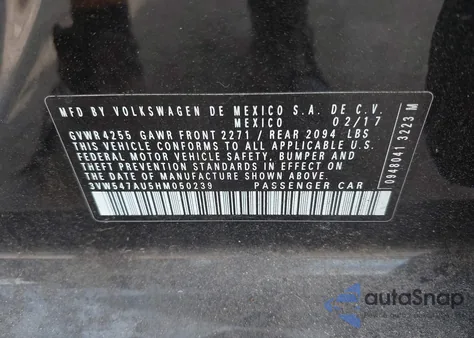 MFD BY VOLKSWAGEN DE MEXICO S.A. DE C.V.
MEXICO 02/17
GVWR4255 GAWR FRONT 2271 / REAR 2094 LBS
THIS VEHICLE CONFORMS TO ALL APPLICABLE U.S.
FEDERAL MOTOR VEHICLE SAFETY, BUMPER AND
THEFT PREVENTION STANDARDS IN EFFECT ON
THE DATE OF MANUFACTURE SHOWN ABOVE.
3VW547AU5HM050239 PASSENGER CAR
0948041 3223 M
autoSnap